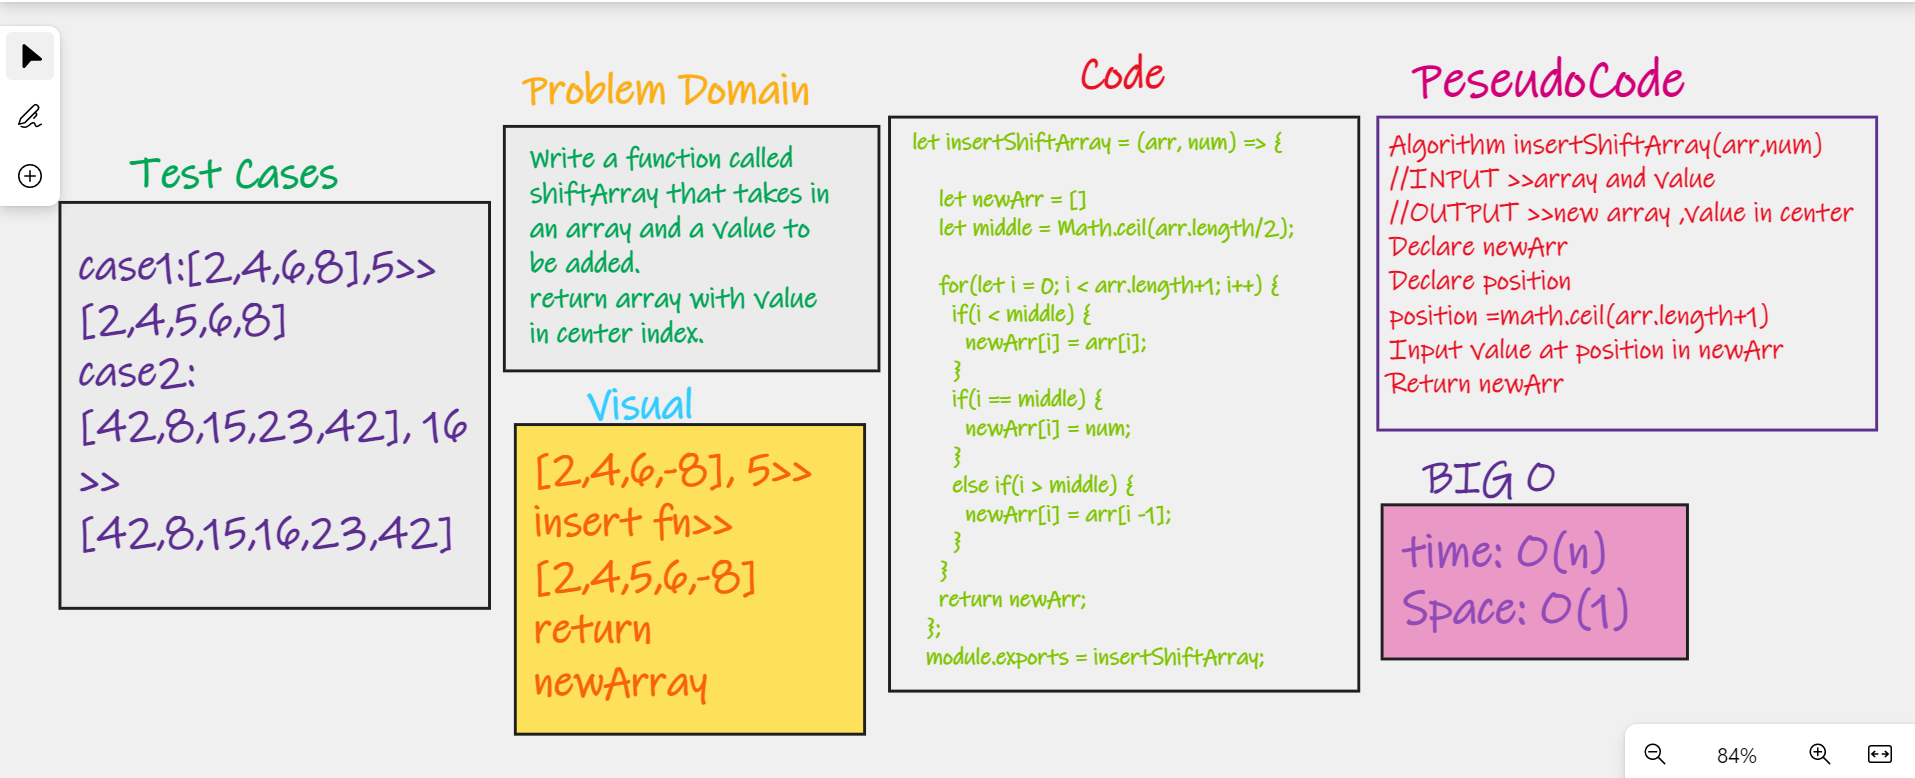 Test Cases
case1:[2,4,6,8],5>>
[2,4,5,6,8]
case2:
[42,8,15,23,42], 16
>>
[42,8,15,16,23,42]
Problem Domain
Write a function called
shiftArray that takes in
an array and a value to
be added.
return array with value
in center index.
Visual
[2,4,6,-8], 5>>
insert fn>>
[2,4,5,6,-8]
return
newArray
Code
let insertShiftArray = (arr, num) => {
let newArr = []
let middle = Math.ceil(arr.length/2);
for(let i = 0; i < arr.length+1; i++) {
if(i < middle) {
newArr[i] = arr[i];
}
if(i == middle) {
newArr[i] = num;
}
else if(i > middle) {
newArr[i] = arr[i -1];
}
}
return newArr;
};
module.exports = insertShiftArray;
PeseudoCode
Algorithm insertShiftArray(arr,num)
//INPUT >>array and value
//OUTPUT >>new array ,value in center
Declare newArr
Declare position
position =math.ceil(arr.length+1)
Input value at position in newArr
Return newArr
BIG O
time: O(n)
Space: O(1)
84%